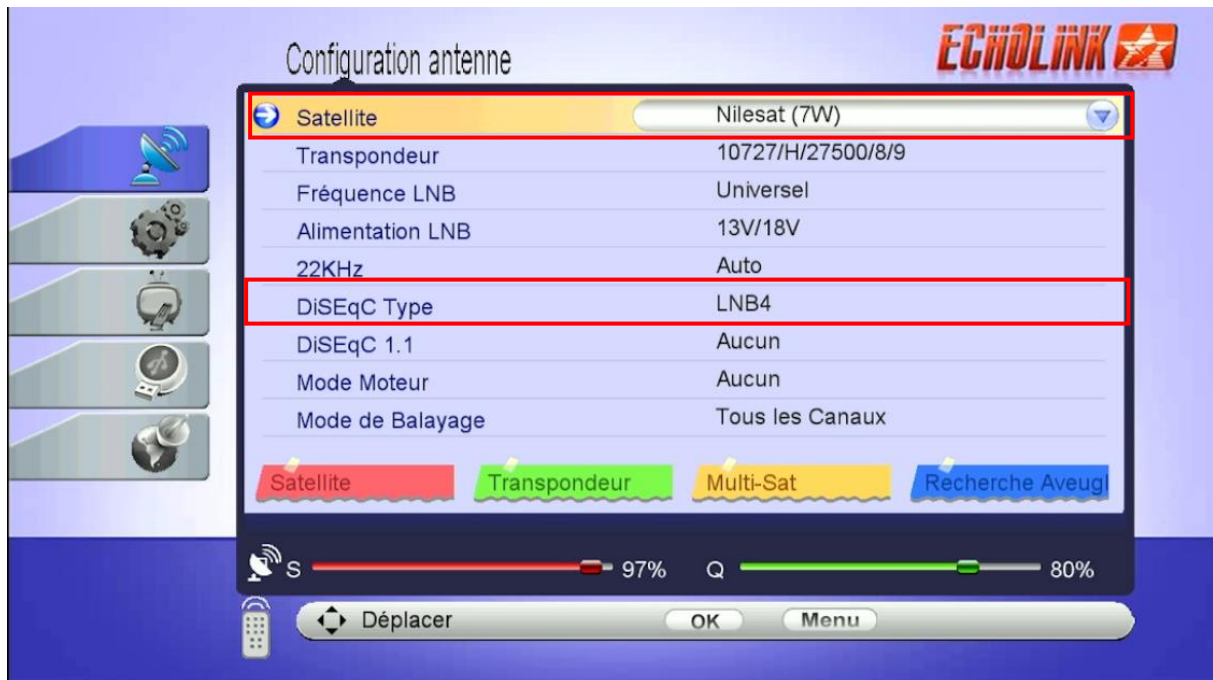 Configuration antenne
ECHOLINK
Satellite Nilesat (7W)
Transpondeur 10727/H/27500/8/9
Fréquence LNB Universel
Alimentation LNB 13V/18V
22KHz Auto
DiSEqC Type LNB4
DiSEqC 1.1 Aucun
Mode Moteur Aucun
Mode de Balayage Tous les Canaux
Satellite Transpondeur Multi-Sat Recherche Aveugl
S 97% Q 80%
Déplacer OK Menu